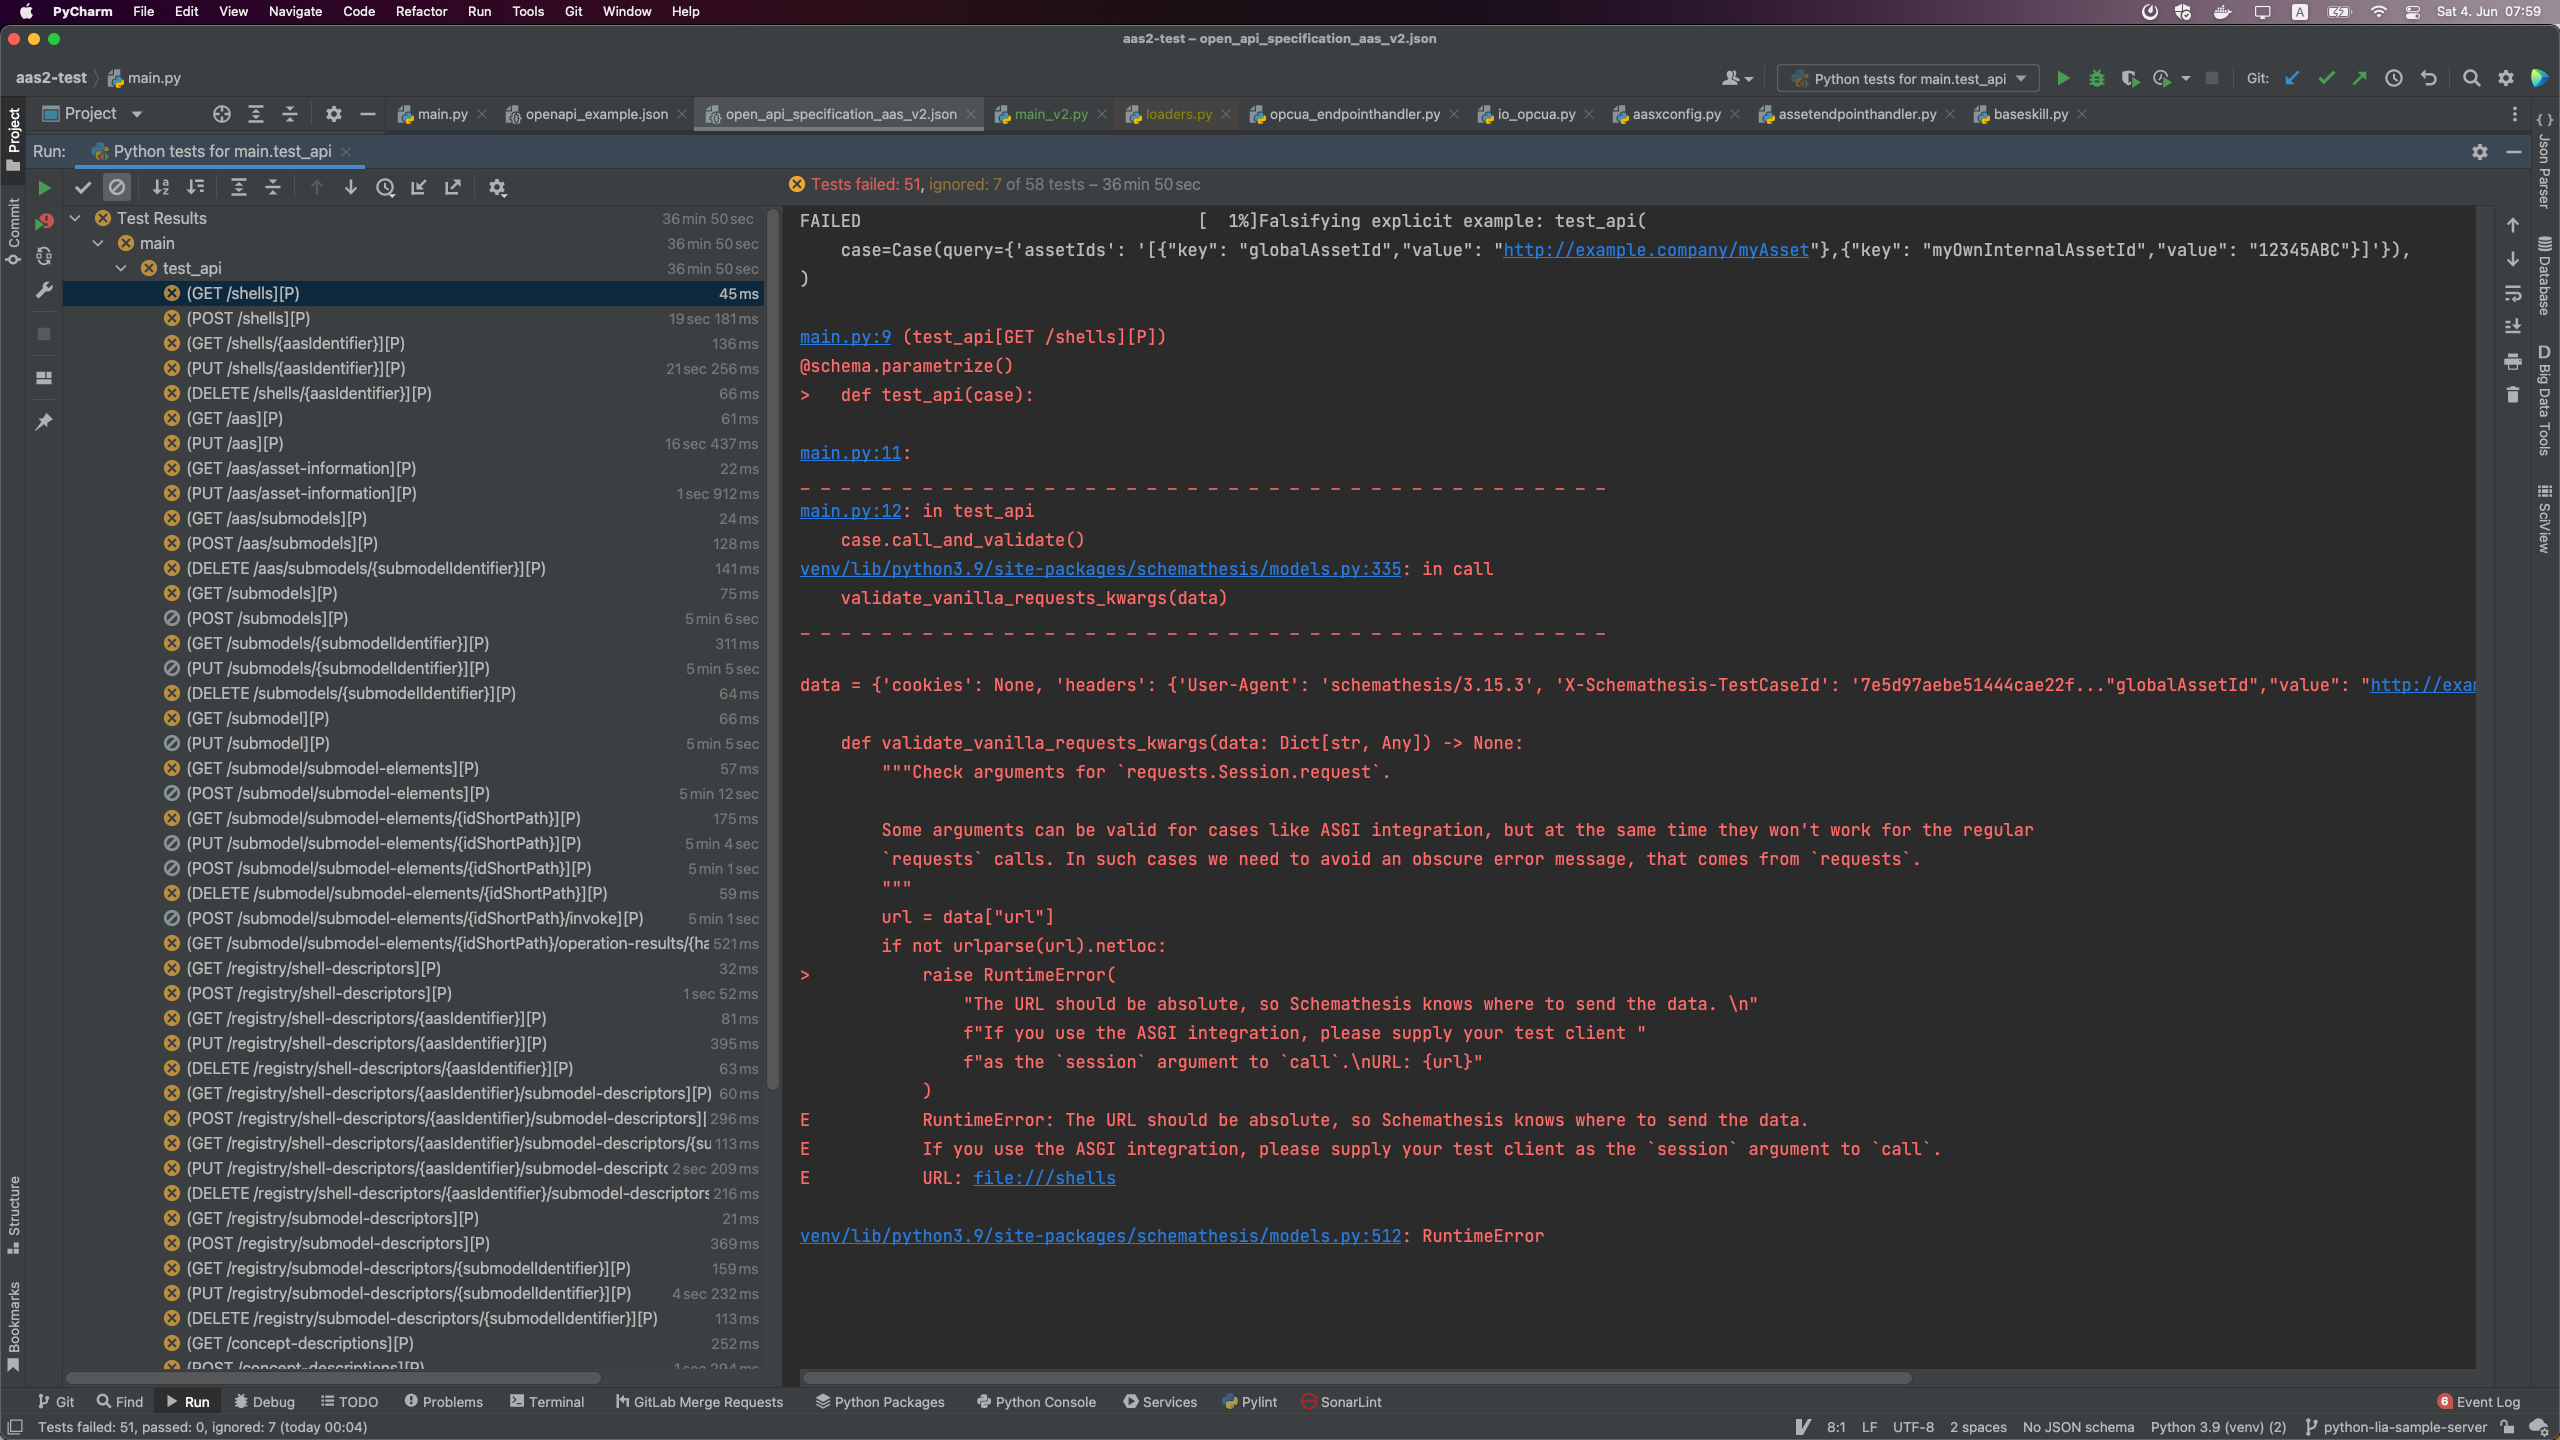 PyCharm File Edit View Navigate Code Refactor Run Tools Git Window Help
A
Sat 4. Jun 07:59
aas2-test – open_api_specification_aas_v2.json
aas2-test main.py
Python tests for main.test_api
Git:
Project
main.py
openapi_example.json
open_api_specification_aas_v2.json
main_v2.py
loaders.py
opcua_endpointhandler.py
io_opcua.py
aasxconfig.py
assetendpointhandler.py
baseskill.py
Run: Python tests for main.test_api
Tests failed: 51, ignored: 7 of 58 tests – 36 min 50 sec
Project
Commit
Structure
Bookmarks
Test Results 36 min 50 sec
main 36 min 50 sec
test_api 36 min 50 sec
(GET /shells][P) 45 ms
(POST /shells][P) 19 sec 181 ms
(GET /shells/{aasIdentifier}][P) 136 ms
(PUT /shells/{aasIdentifier}][P) 21 sec 256 ms
(DELETE /shells/{aasIdentifier}][P) 66 ms
(GET /aas][P) 61 ms
(PUT /aas][P) 16 sec 437 ms
(GET /aas/asset-information][P) 22 ms
(PUT /aas/asset-information][P) 1 sec 912 ms
(GET /aas/submodels][P) 24 ms
(POST /aas/submodels][P) 128 ms
(DELETE /aas/submodels/{submodelIdentifier}][P) 141 ms
(GET /submodels][P) 75 ms
(POST /submodels][P) 5 min 6 sec
(GET /submodels/{submodelIdentifier}][P) 311 ms
(PUT /submodels/{submodelIdentifier}][P) 5 min 5 sec
(DELETE /submodels/{submodelIdentifier}][P) 64 ms
(GET /submodel][P) 66 ms
(PUT /submodel][P) 5 min 5 sec
(GET /submodel/submodel-elements][P) 57 ms
(POST /submodel/submodel-elements][P) 5 min 12 sec
(GET /submodel/submodel-elements/{idShortPath}][P) 175 ms
(PUT /submodel/submodel-elements/{idShortPath}][P) 5 min 4 sec
(POST /submodel/submodel-elements/{idShortPath}][P) 5 min 1 sec
(DELETE /submodel/submodel-elements/{idShortPath}][P) 59 ms
(POST /submodel/submodel-elements/{idShortPath}/invoke][P) 5 min 1 sec
(GET /submodel/submodel-elements/{idShortPath}/operation-results/{ha 521 ms
(GET /registry/shell-descriptors][P) 32 ms
(POST /registry/shell-descriptors][P) 1 sec 52 ms
(GET /registry/shell-descriptors/{aasIdentifier}][P) 81 ms
(PUT /registry/shell-descriptors/{aasIdentifier}][P) 395 ms
(DELETE /registry/shell-descriptors/{aasIdentifier}][P) 63 ms
(GET /registry/shell-descriptors/{aasIdentifier}/submodel-descriptors][P) 60 ms
(POST /registry/shell-descriptors/{aasIdentifier}/submodel-descriptors][ 296 ms
(GET /registry/shell-descriptors/{aasIdentifier}/submodel-descriptors/{su 113 ms
(PUT /registry/shell-descriptors/{aasIdentifier}/submodel-descripto 2 sec 209 ms
(DELETE /registry/shell-descriptors/{aasIdentifier}/submodel-descriptors 216 ms
(GET /registry/submodel-descriptors][P) 21 ms
(POST /registry/submodel-descriptors][P) 369 ms
(GET /registry/submodel-descriptors/{submodelIdentifier}][P) 159 ms
(PUT /registry/submodel-descriptors/{submodelIdentifier}][P) 4 sec 232 ms
(DELETE /registry/submodel-descriptors/{submodelIdentifier}][P) 113 ms
(GET /concept-descriptions][P) 252 ms
(POST /concept-descriptions][P) 1 sec 294 ms
FAILED [ 1%]Falsifying explicit example: test_api(
case=Case(query={'assetIds': '[{"key": "globalAssetId","value": "http://example.company/myAsset"},{"key": "myOwnInternalAssetId","value": "12345ABC"}]'}),
)
main.py:9 (test_api[GET /shells][P])
@schema.parametrize()
> def test_api(case):
main.py:11:
_ _ _ _ _ _ _ _ _ _ _ _ _ _ _ _ _ _ _ _ _ _ _ _ _ _ _ _ _ _ _ _ _ _ _ _ _ _ _ _
main.py:12: in test_api
case.call_and_validate()
venv/lib/python3.9/site-packages/schemathesis/models.py:335: in call
validate_vanilla_requests_kwargs(data)
_ _ _ _ _ _ _ _ _ _ _ _ _ _ _ _ _ _ _ _ _ _ _ _ _ _ _ _ _ _ _ _ _ _ _ _ _ _ _ _
data = {'cookies': None, 'headers': {'User-Agent': 'schemathesis/3.15.3', 'X-Schemathesis-TestCaseId': '7e5d97aebe51444cae22f..."globalAssetId","value": "http://exam
def validate_vanilla_requests_kwargs(data: Dict[str, Any]) -> None:
"""Check arguments for `requests.Session.request`.
Some arguments can be valid for cases like ASGI integration, but at the same time they won't work for the regular
`requests` calls. In such cases we need to avoid an obscure error message, that comes from `requests`.
"""
url = data["url"]
if not urlparse(url).netloc:
> raise RuntimeError(
"The URL should be absolute, so Schemathesis knows where to send the data. \n"
f"If you use the ASGI integration, please supply your test client "
f"as the `session` argument to `call`.\nURL: {url}"
)
E RuntimeError: The URL should be absolute, so Schemathesis knows where to send the data.
E If you use the ASGI integration, please supply your test client as the `session` argument to `call`.
E URL: file:///shells
venv/lib/python3.9/site-packages/schemathesis/models.py:512: RuntimeError
Json Parser
Database
D Big Data Tools
SciView
Git Find Run Debug TODO Problems Terminal GitLab Merge Requests Python Packages Python Console Services Pylint SonarLint 6 Event Log
Tests failed: 51, passed: 0, ignored: 7 (today 00:04) 8:1 LF UTF-8 2 spaces No JSON schema Python 3.9 (venv) (2) python-lia-sample-server